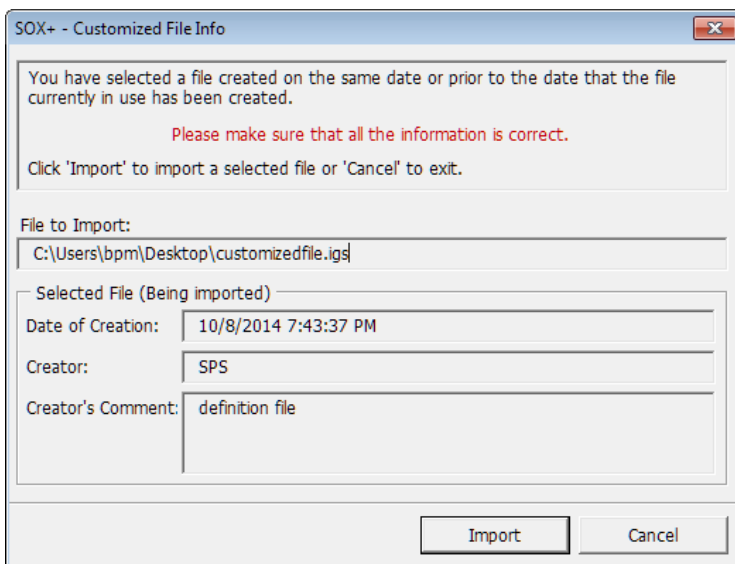 SOX+ - Customized File Info
You have selected a file created on the same date or prior to the date that the file
currently in use has been created.
Please make sure that all the information is correct.
Click 'Import' to import a selected file or 'Cancel' to exit.
File to Import:
C:\Users\bpm\Desktop\customizedfile.igs
Selected File (Being imported)
Date of Creation: 10/8/2014 7:43:37 PM
Creator: SPS
Creator's Comment: definition file
Import Cancel